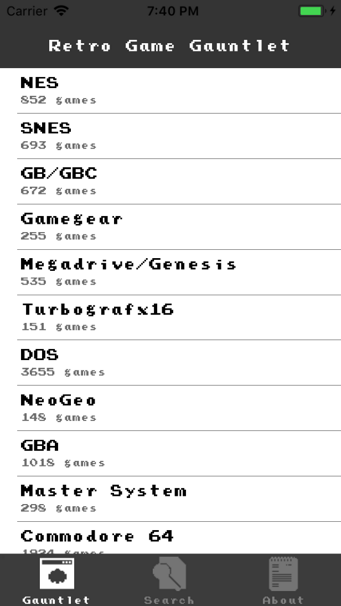 Carrier 7:40 PM
Retro Game Gauntlet
NES
852 games
SNES
693 games
GB/GBC
672 games
Gamegear
255 games
Megadrive/Genesis
535 games
Turbografx16
151 games
DOS
3655 games
NeoGeo
148 games
GBA
1018 games
Master System
298 games
Commodore 64
1924 games
Gauntlet Search About